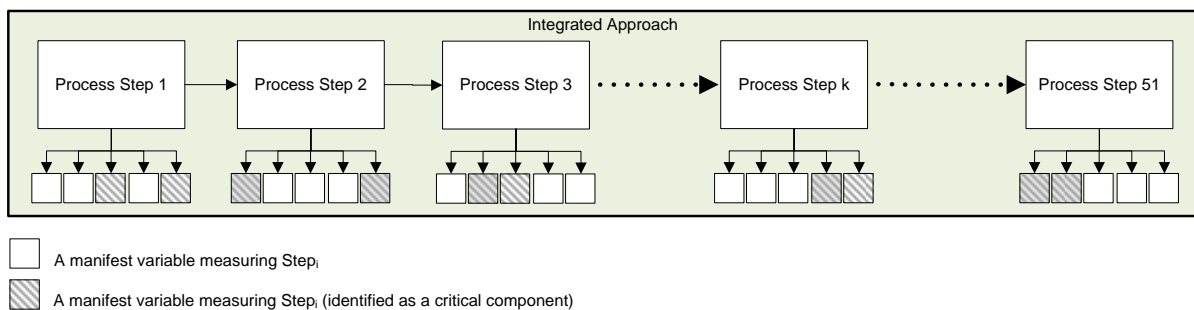 Integrated Approach
Process Step 1
Process Step 2
Process Step 3
Process Step k
Process Step 51
A manifest variable measuring Stepi
A manifest variable measuring Stepi (identified as a critical component)